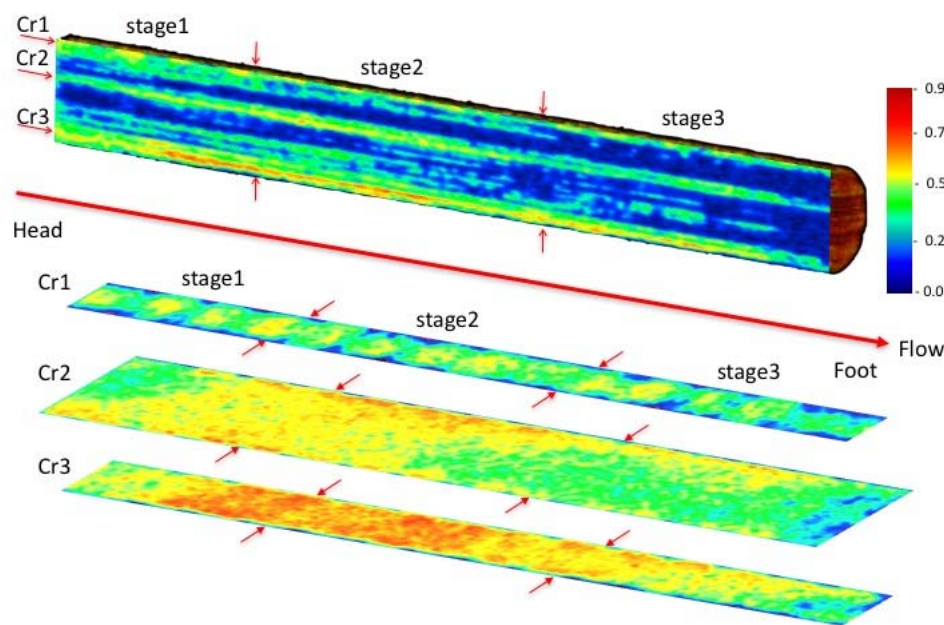 Cr1
stage1
Cr2
stage2
Cr3
stage3
0.9
0.7
0.5
0.2
0.0
Head
Cr1
stage1
stage2
Flow
Cr2
stage3
Foot
Cr3